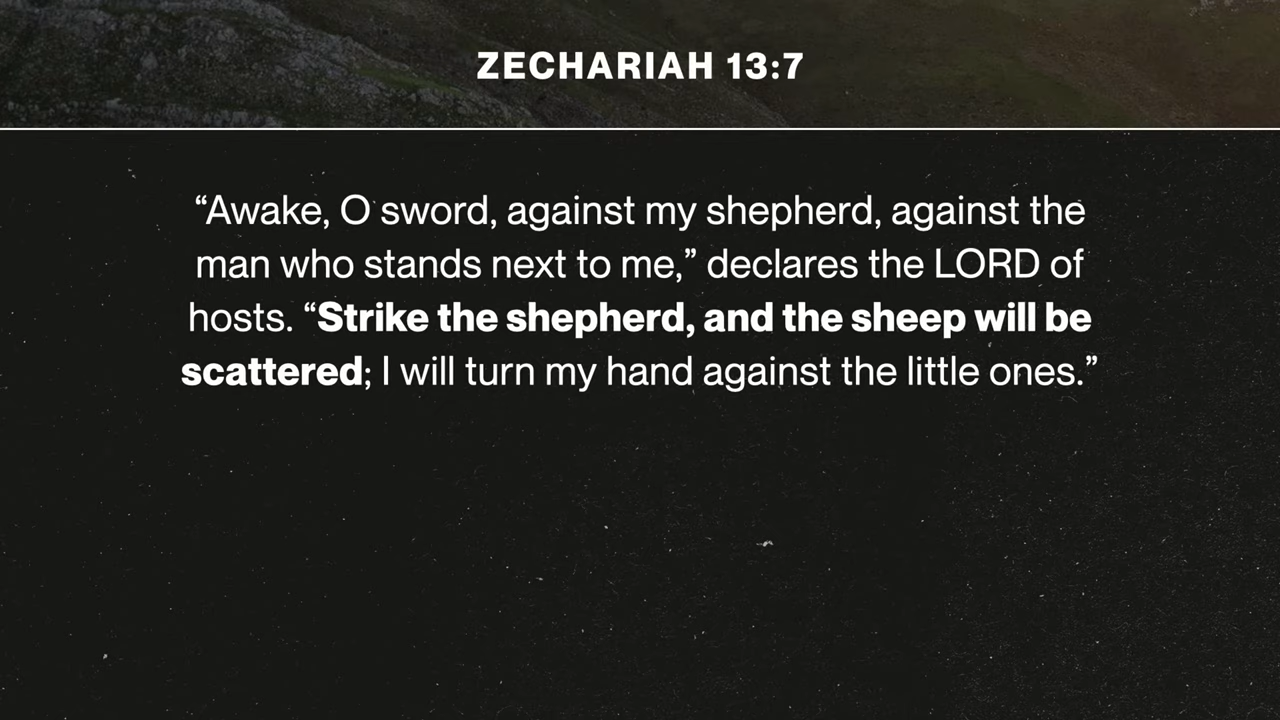 ZECHARIAH 13:7
“Awake, O sword, against my shepherd, against the
man who stands next to me,” declares the LORD of
hosts. “Strike the shepherd, and the sheep will be
scattered; I will turn my hand against the little ones.”